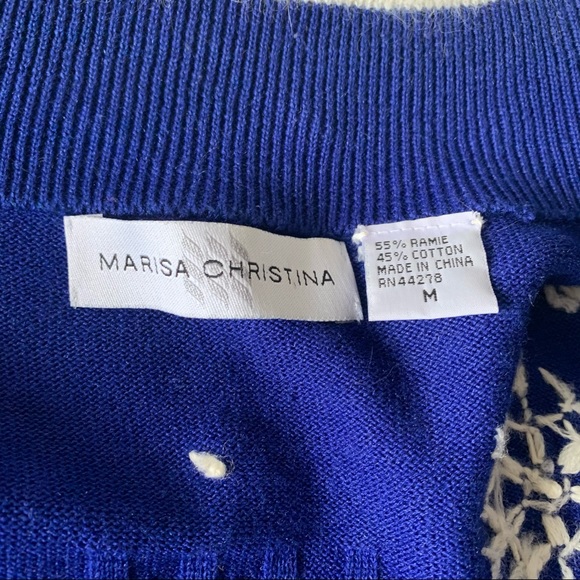 MARISA CHRISTINA
55% RAMIE
45% COTTON
MADE IN CHINA
RN44278
M